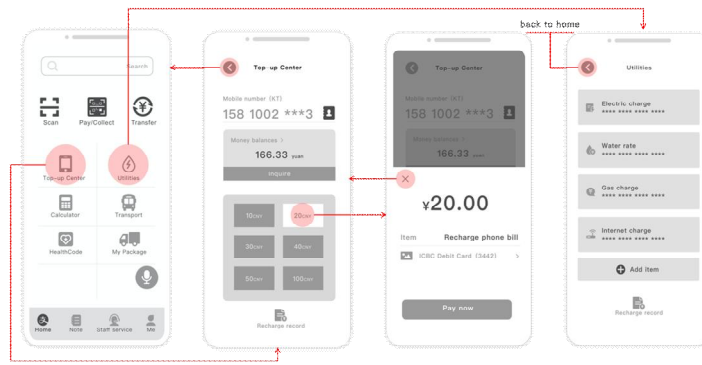 back to home
Search
Scan
Pay/Collect
Transfer
Top-up Center
Utilities
Calculator
Transport
HealthCode
My Package
Home
Note
Staff service
Me
Top-up Center
Mobile number (KT)
158 1002 ***3
Money balances
166.33 yuan
Inquire
10CNY
20CNY
30CNY
40CNY
50CNY
100CNY
Recharge record
Top-up Center
Mobile number (KT)
158 1002 ***3
Money balances
166.33 yuan
¥20.00
Item
Recharge phone bill
ICBC Debit Card (3442)
Pay now
Utilities
Electric charge
**** **** **** ****
Water rate
**** **** **** ****
Gas charge
**** **** **** ****
Internet charge
**** **** **** ****
Add item
Recharge record